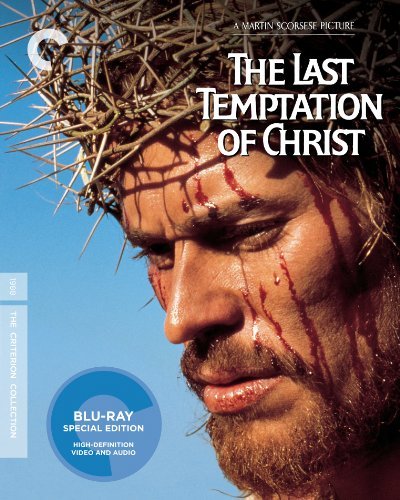 A MARTIN SCORSESE PICTURE
THE LAST
TEMPTATION
OF CHRIST
1988
THE CRITERION COLLECTION
BLU-RAY
SPECIAL EDITION
HIGH-DEFINITION
VIDEO AND AUDIO